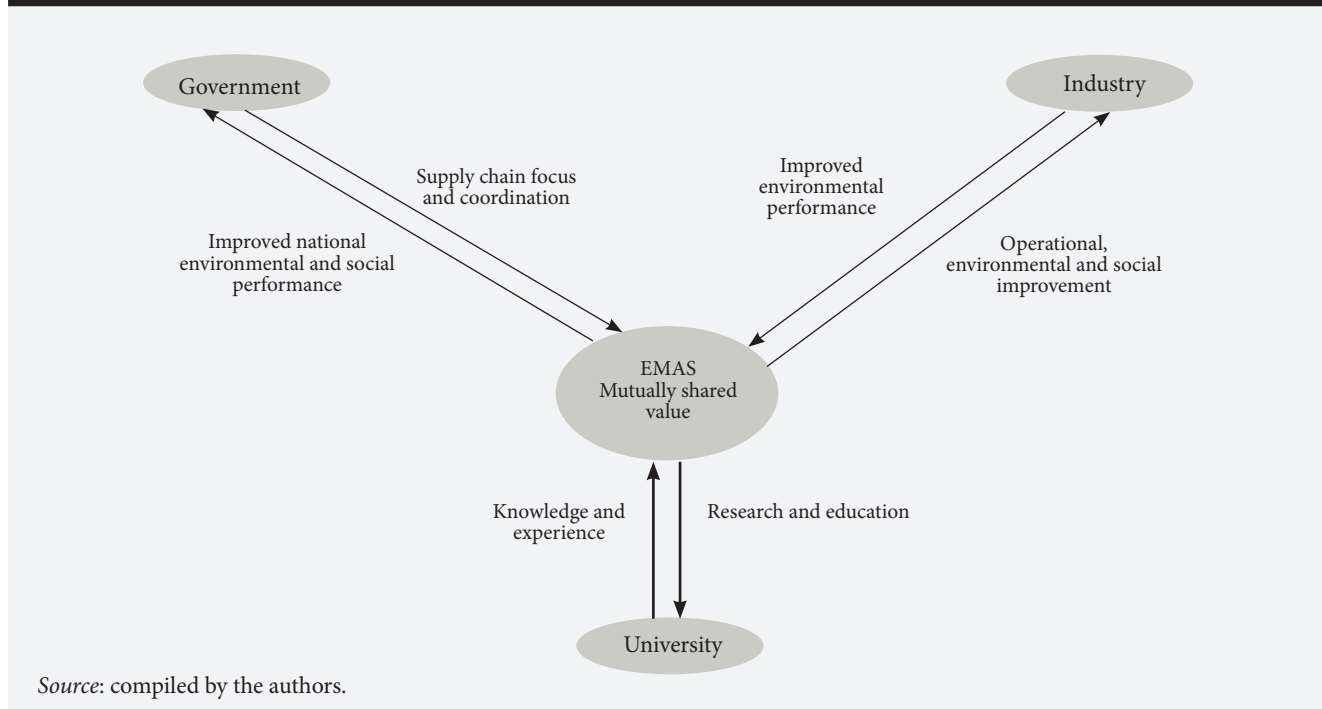 Government
Industry
Supply chain focus
and coordination
Improved
environmental
performance
Improved national
environmental and social
performance
Operational,
environmental and social
improvement
EMAS
Mutually shared
value
Knowledge and
experience
Research and education
University
Source: compiled by the authors.